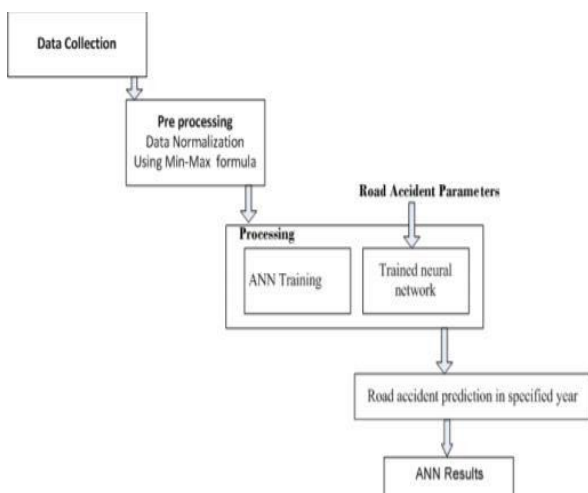 Data Collection
Pre processing
Data Normalization
Using Min-Max formula
Road Accident Parameters
Processing
ANN Training
Trained neural
network
Road accident prediction in specified year
ANN Results